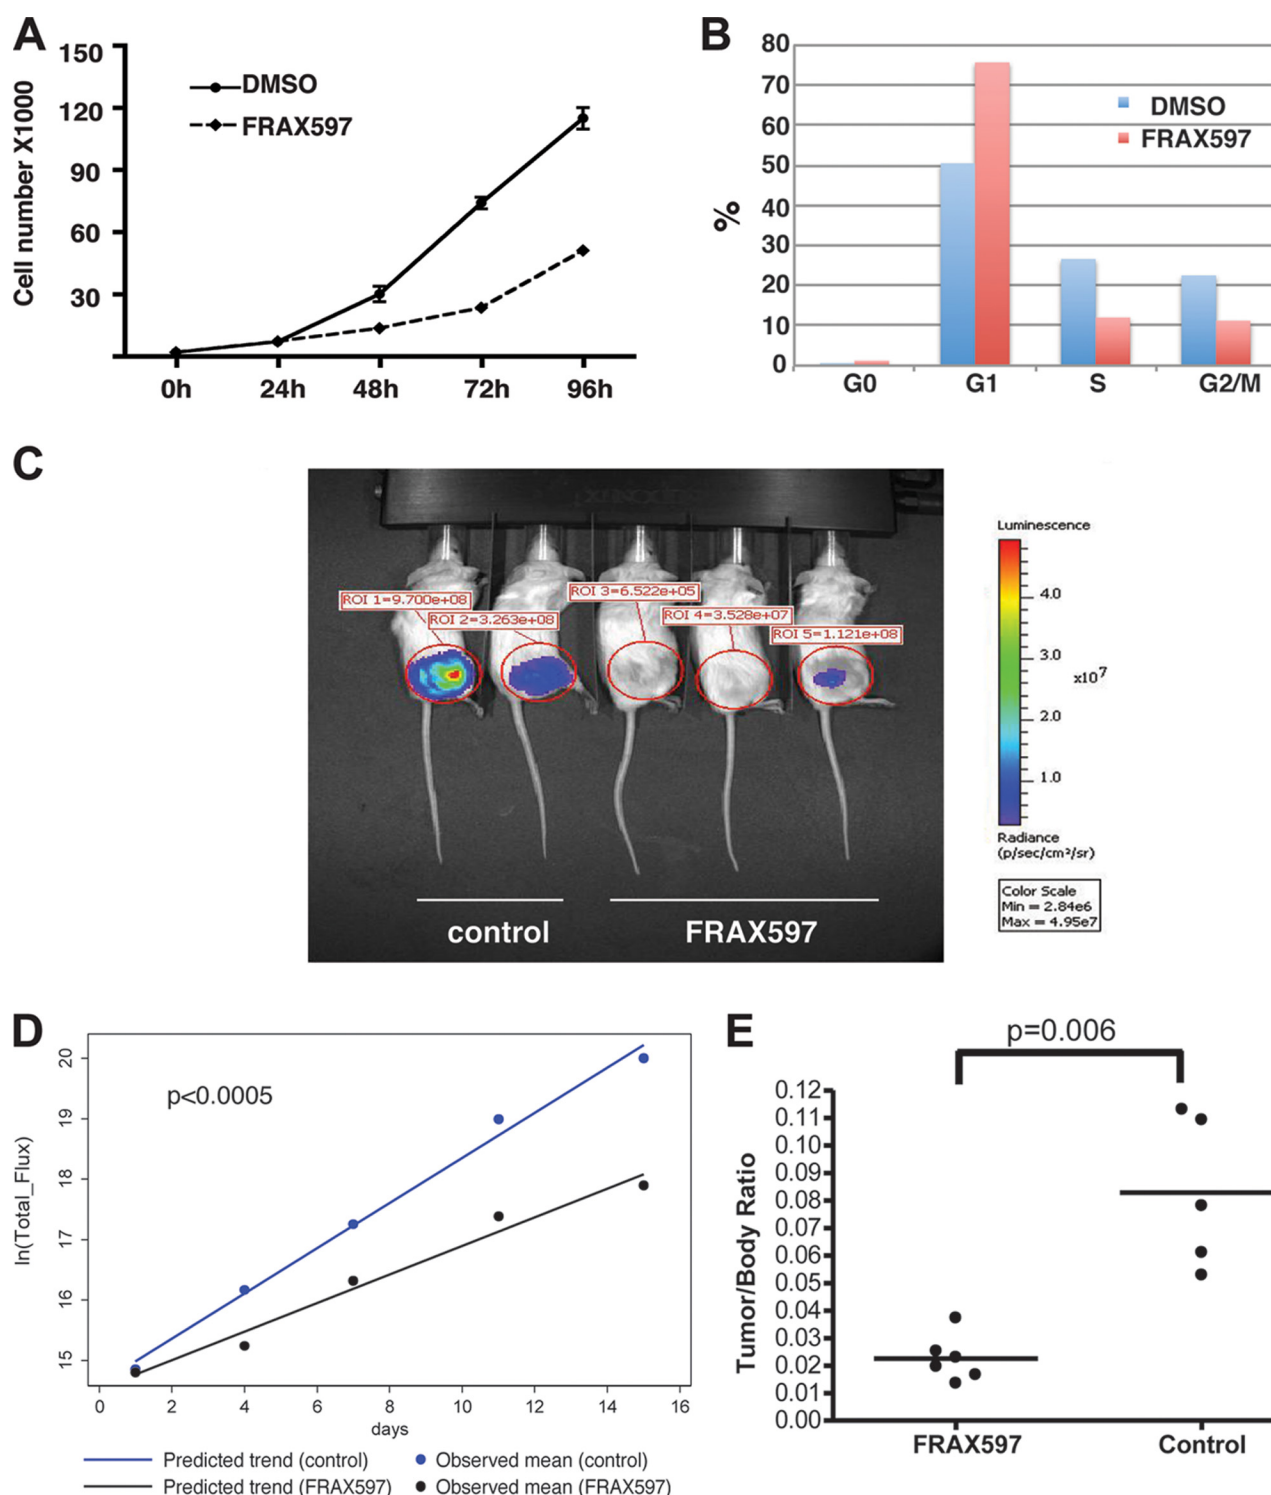 A
150
120
90
60
30
Cell number X1000
DMSO
FRAX597
0h 24h 48h 72h 96h
B
80
70
60
50
40
30
20
10
0
%
DMSO
FRAX597
G0 G1 S G2/M
C
ROI 1=9.700e+08
ROI 2=3.263e+08
ROI 3=6.522e+05
ROI 4=3.528e+07
ROI 5=1.121e+08
control
FRAX597
Luminescence
4.0
3.0
x10⁷
2.0
1.0
Radiance
(p/sec/cm²/sr)
Color Scale
Min = 2.84e6
Max = 4.95e7
D
20
19
18
17
16
15
ln(Total_Flux)
p<0.0005
0 2 4 6 8 10 12 14 16
days
Predicted trend (control) Observed mean (control)
Predicted trend (FRAX597) Observed mean (FRAX597)
E
p=0.006
0.12
0.11
0.10
0.09
0.08
0.07
0.06
0.05
0.04
0.03
0.02
0.01
0.00
Tumor/Body Ratio
FRAX597 Control